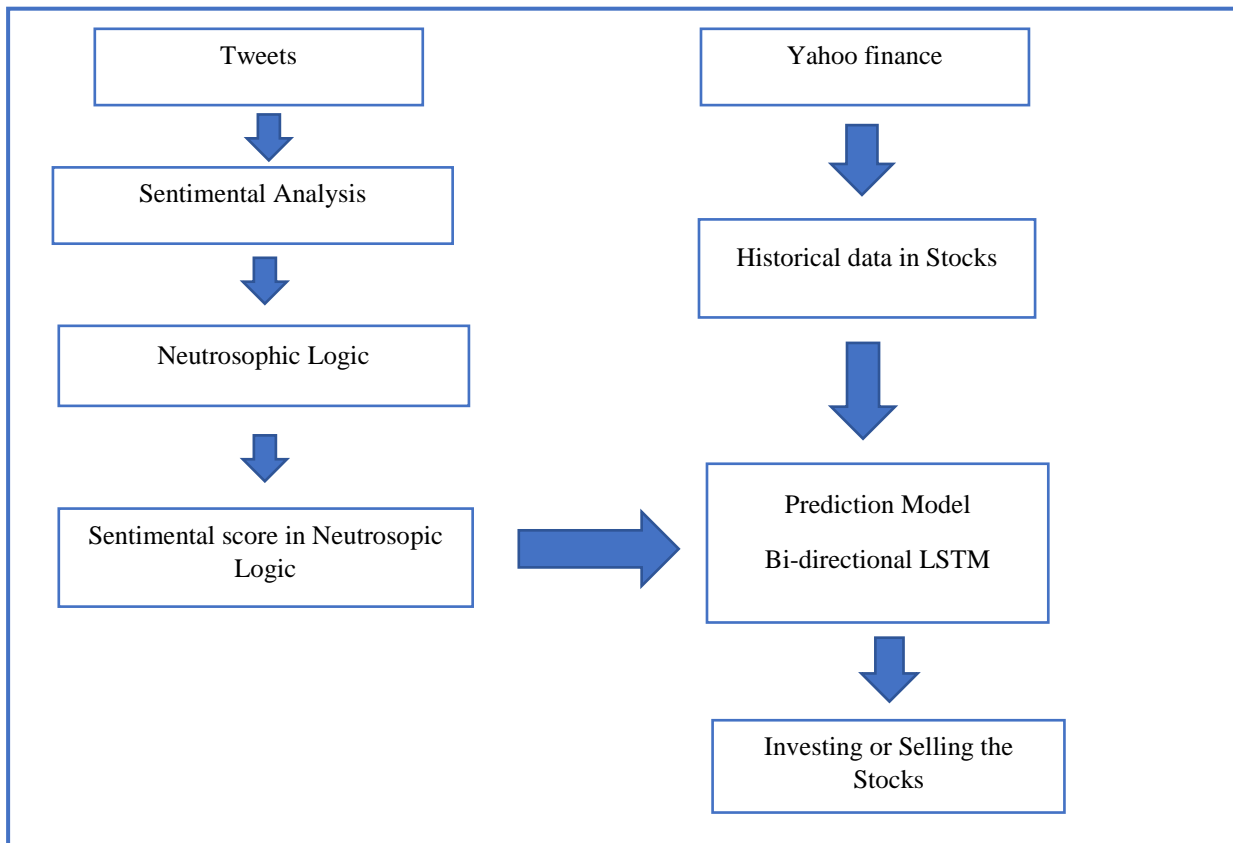 Tweets
Sentimental Analysis
Neutrosophic Logic
Sentimental score in Neutrosopic
Logic
Yahoo finance
Historical data in Stocks
Prediction Model
Bi-directional LSTM
Investing or Selling the
Stocks